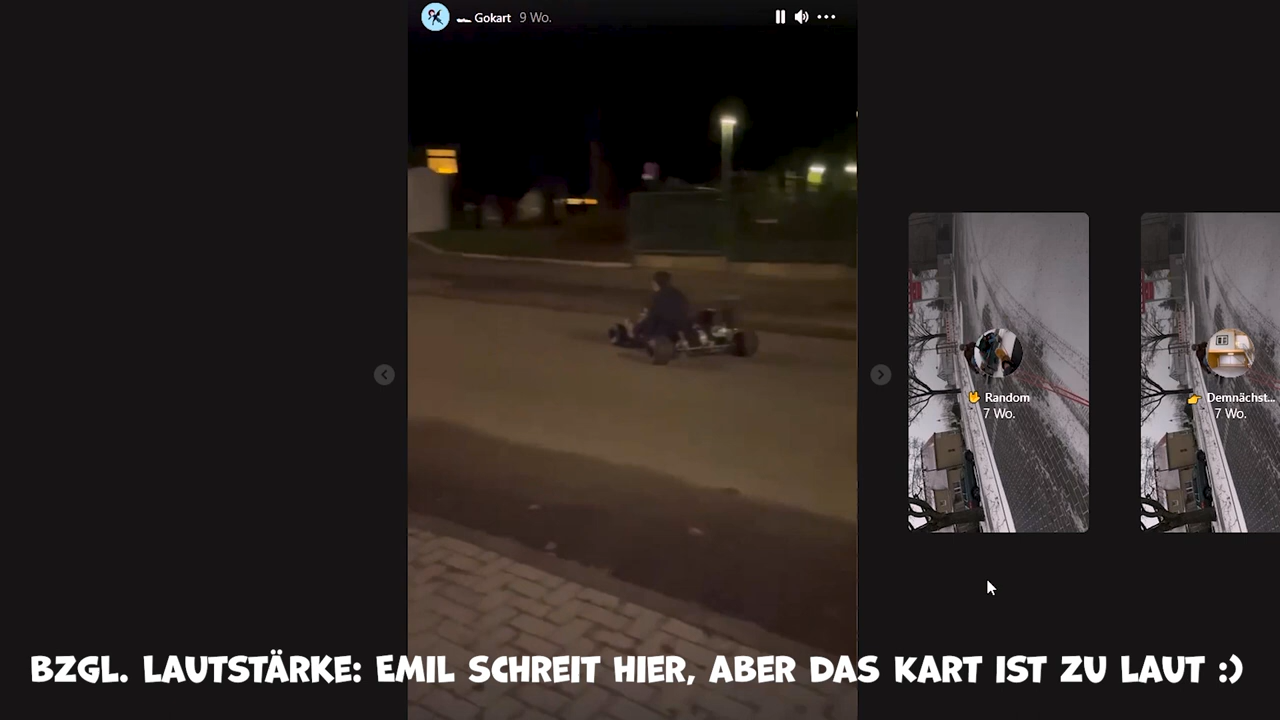 Gokart 9 Wo.
Random
7 Wo.
Demnächst...
7 Wo.
BZGL. LAUTSTÄRKE: EMIL SCHREIT HIER, ABER DAS KART IST ZU LAUT :)